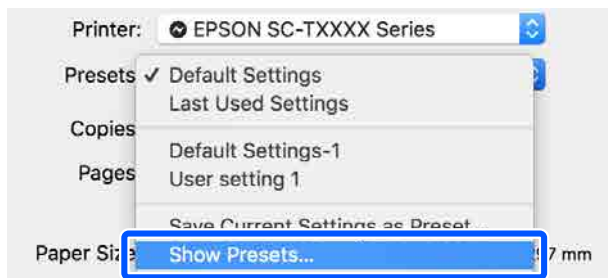 Printer: EPSON SC-TXXXX Series
Presets ✓ Default Settings
Last Used Settings
Copies
Default Settings-1
Pages
User setting 1
Save Current Settings as Preset...
Paper Size
Show Presets...
7 mm